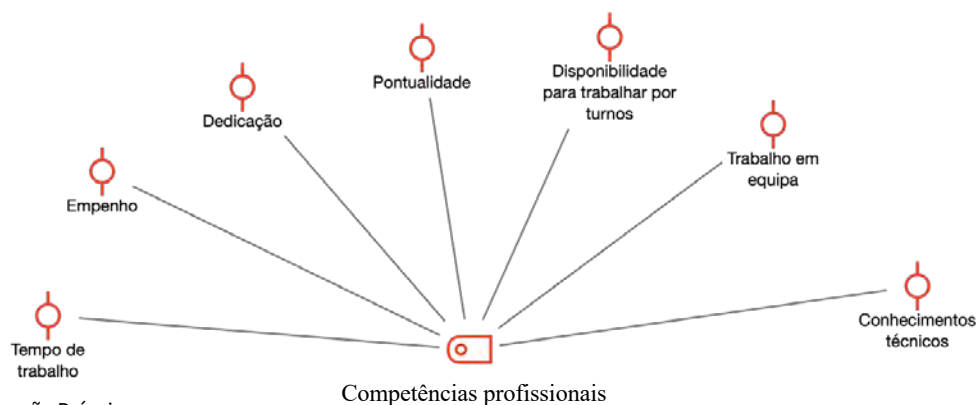 Pontualidade
Disponibilidade
para trabalhar por
turnos
Dedicação
Trabalho em
equipa
Empenho
Conhecimentos
técnicos
Tempo de
trabalho
Competências profissionais